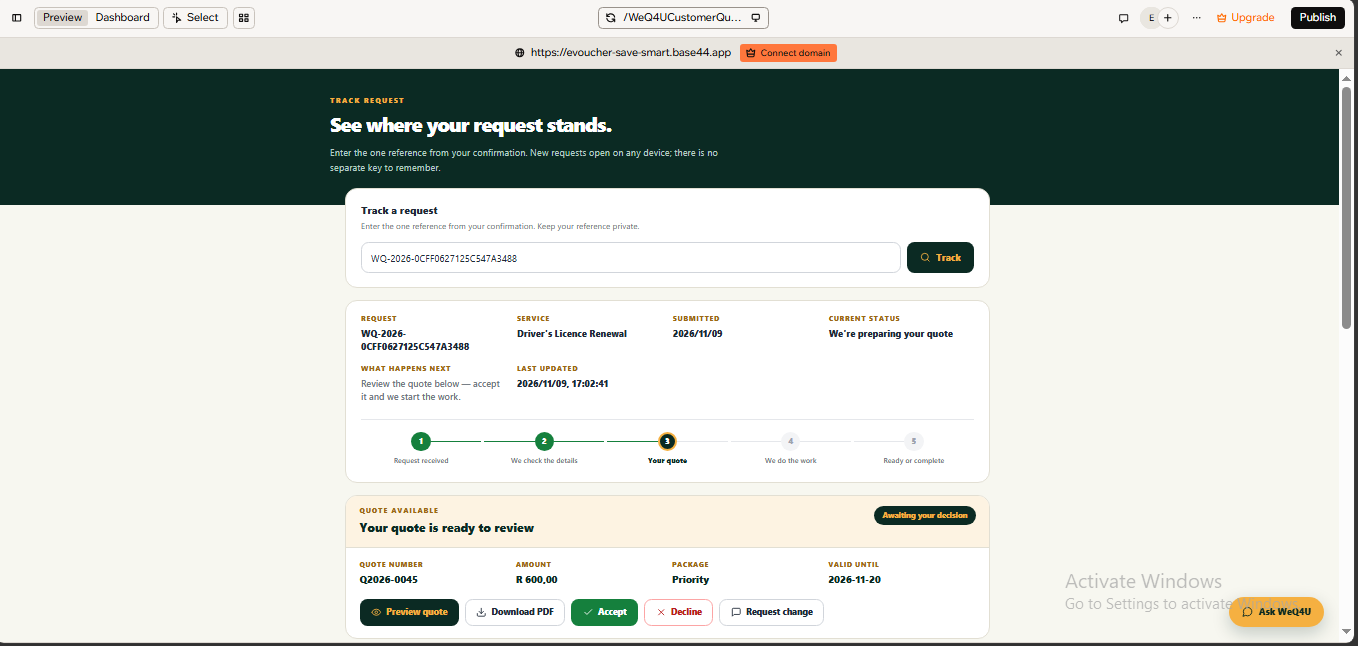 Preview Dashboard Select /WeQ4UCustomerQu... E Upgrade Publish
https://evoucher-save-smart.base44.app Connect domain
TRACK REQUEST
See where your request stands.
Enter the one reference from your confirmation. New requests open on any device; there is no
separate key to remember.
Track a request
Enter the one reference from your confirmation. Keep your reference private.
WQ-2026-0CFF0627125C547A3488 Track
REQUEST SERVICE SUBMITTED CURRENT STATUS
WQ-2026- Driver's Licence Renewal 2026/11/09 We're preparing your quote
0CFF0627125C547A3488
WHAT HAPPENS NEXT LAST UPDATED
Review the quote below — accept 2026/11/09, 17:02:41
it and we start the work.
1 2 3 4 5
Request received We check the details Your quote We do the work Ready or complete
QUOTE AVAILABLE Awaiting your decision
Your quote is ready to review
QUOTE NUMBER AMOUNT PACKAGE VALID UNTIL
Q2026-0045 R 600,00 Priority 2026-11-20
Activate Windows
Go to Settings to activate Windows.
Preview quote Download PDF Accept Decline Request change Ask WeQ4U